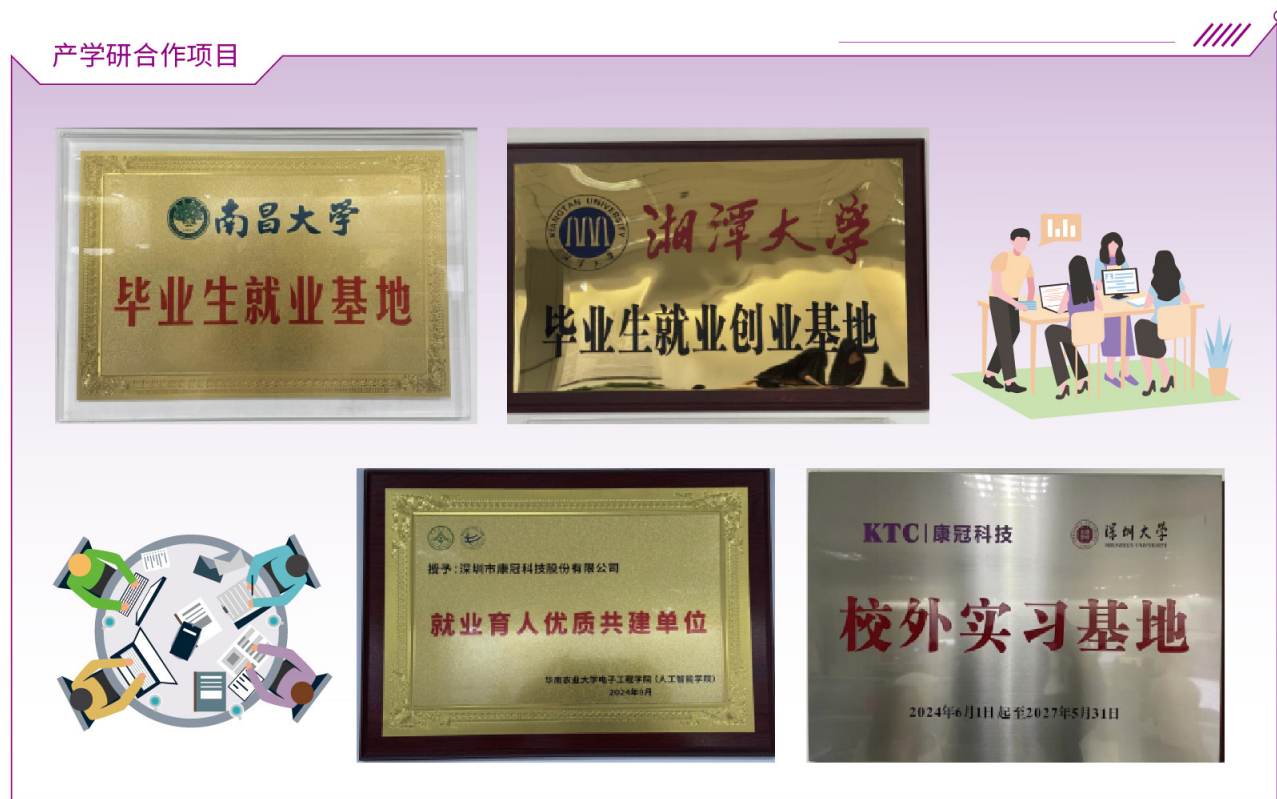 产学研合作项目
南昌大学
毕业生就业基地
XIANGTAN UNIVERSITY
湘潭大学
毕业生就业创业基地
授予:深圳市康冠科技股份有限公司
就业育人优质共建单位
华南农业大学电子工程学院(人工智能学院)
2024年9月
KTC|康冠科技
深圳大学
SHENZHEN UNIVERSITY
校外实习基地
2024年6月1日起至2027年5月31日